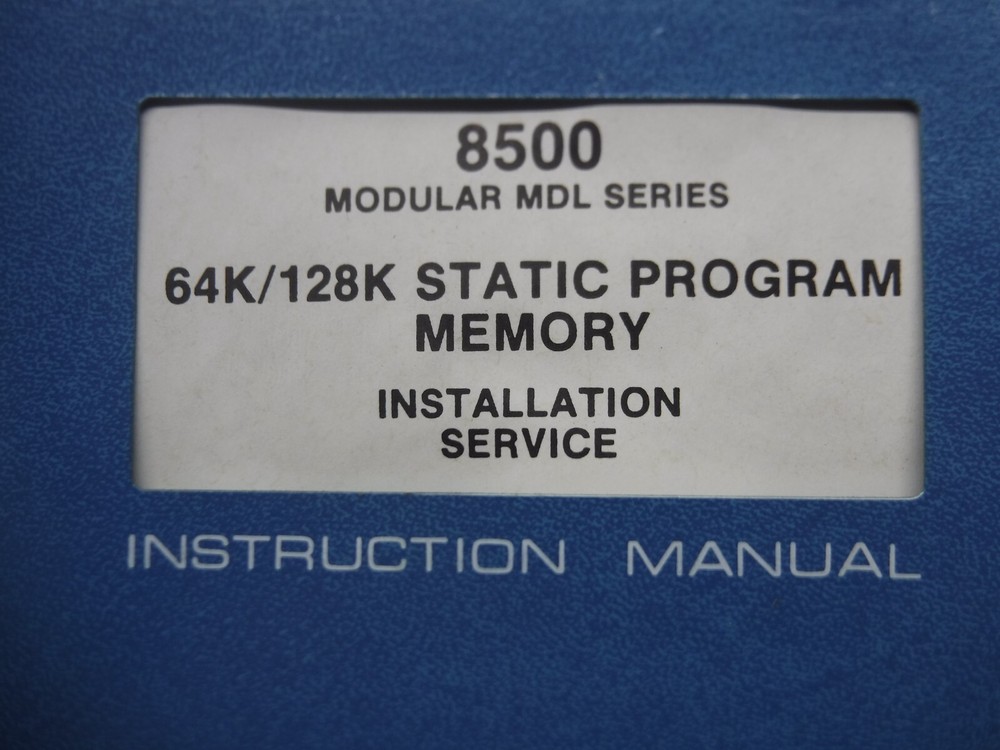 8500
MODULAR MDL SERIES
64K/128K STATIC PROGRAM
MEMORY
INSTALLATION
SERVICE
INSTRUCTION MANUAL